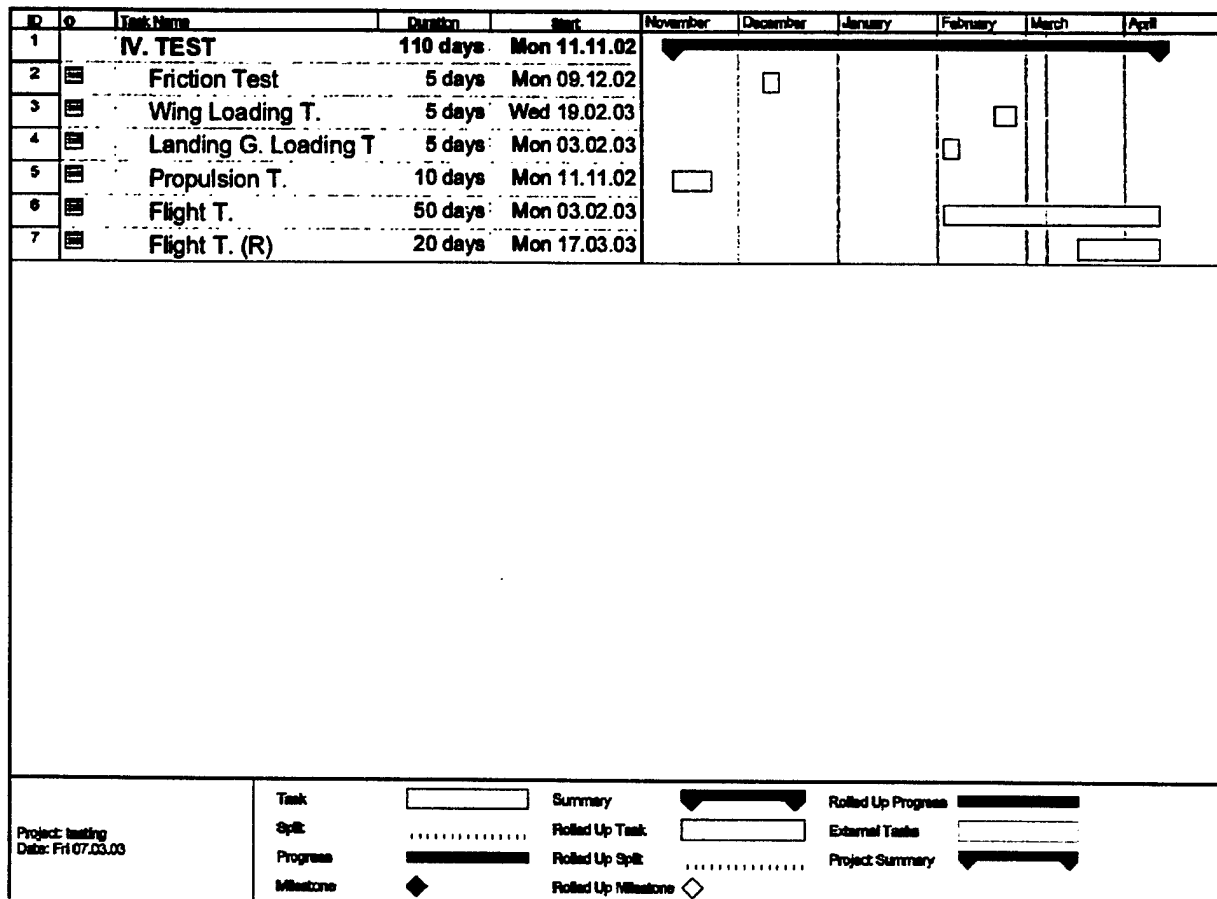 ID O Task Name Duration Start November December January February March April
1 IV. TEST 110 days Mon 11.11.02
2 Friction Test 5 days Mon 09.12.02
3 Wing Loading T. 5 days Wed 19.02.03
4 Landing G. Loading T 5 days Mon 03.02.03
5 Propulsion T. 10 days Mon 11.11.02
6 Flight T. 50 days Mon 03.02.03
7 Flight T. (R) 20 days Mon 17.03.03
Project: testing
Date: Fri 07.03.03
Task Summary Rolled Up Progress
Split Rolled Up Task External Tasks
Progress Rolled Up Split Project Summary
Milestone Rolled Up Milestone